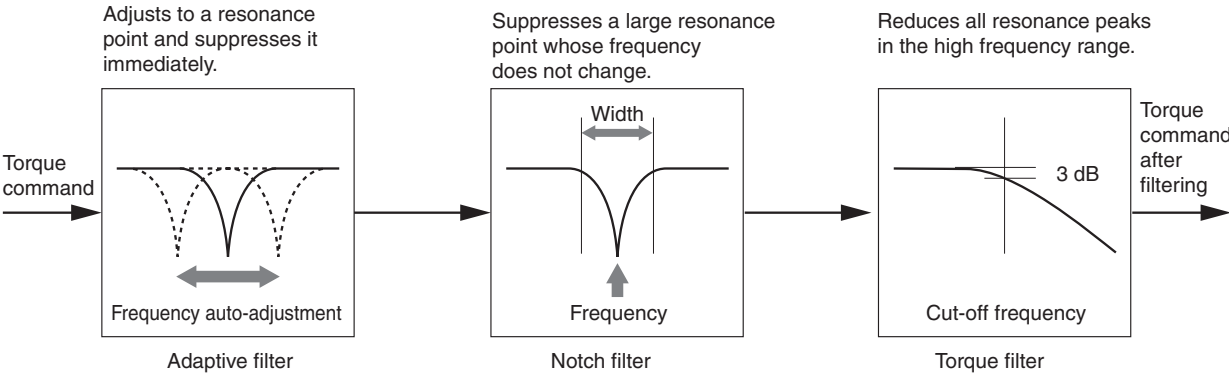 Adjusts to a resonance
point and suppresses it
immediately.
Suppresses a large resonance
point whose frequency
does not change.
Reduces all resonance peaks
in the high frequency range.
Torque
command
Frequency auto-adjustment
Adaptive filter
Width
Frequency
Notch filter
3 dB
Cut-off frequency
Torque filter
Torque
command
after
filtering